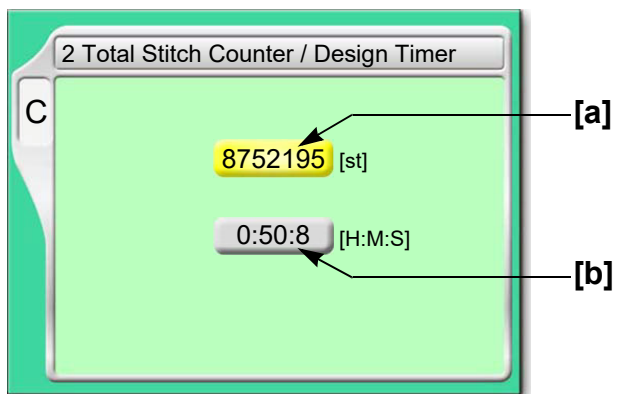 2 Total Stitch Counter / Design Timer
C
[a]
8752195 [st]
0:50:8 [H:M:S]
[b]